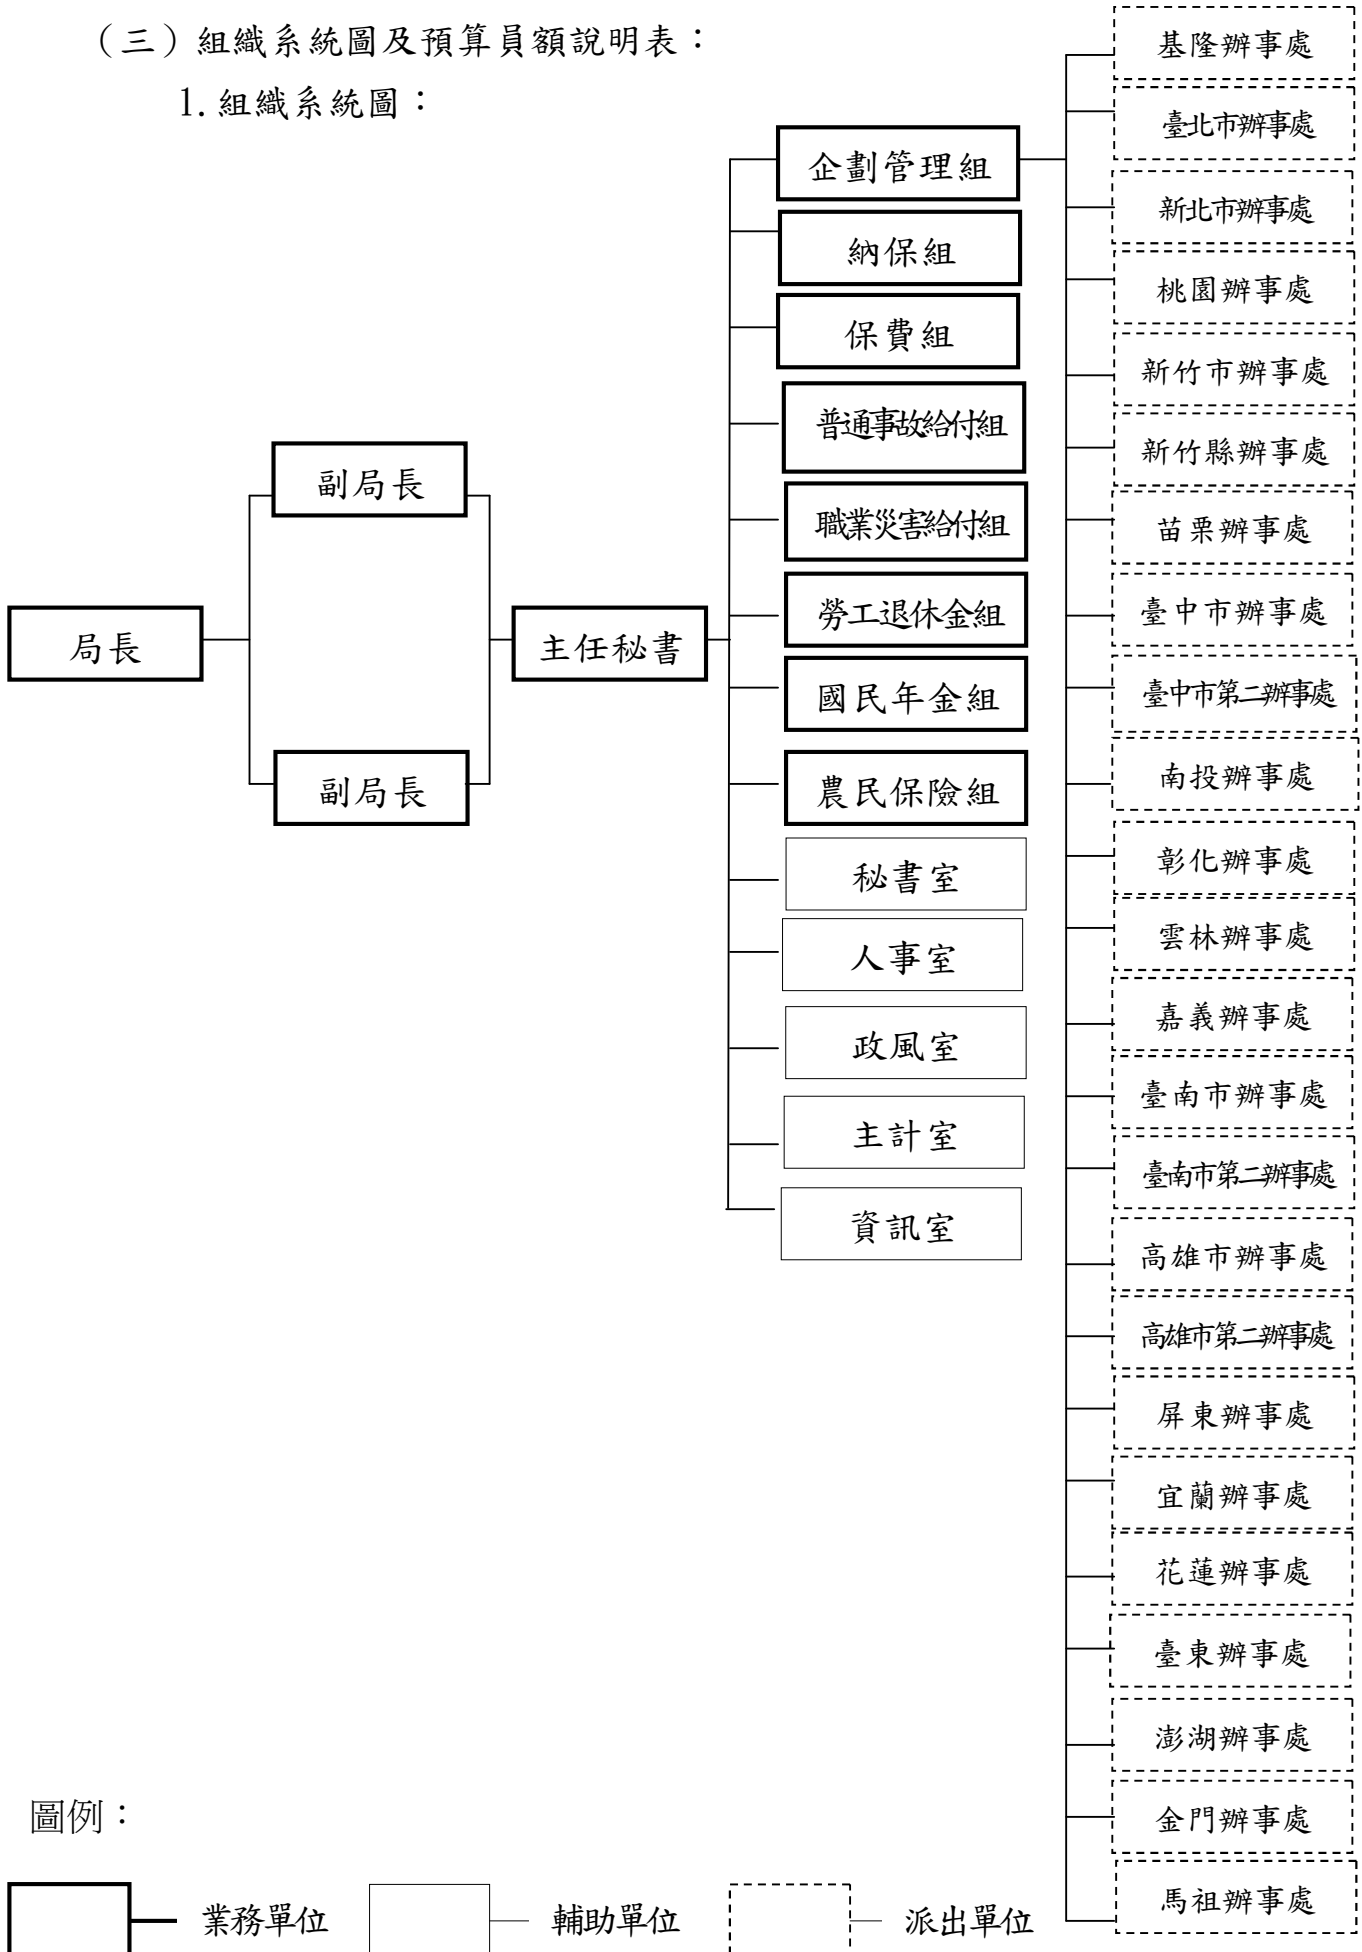 （三）組織系統圖及預算員額說明表：
1.組織系統圖：
局長
副局長
副局長
主任秘書
企劃管理組
納保組
保費組
普通事故給付組
職業災害給付組
勞工退休金組
國民年金組
農民保險組
秘書室
人事室
政風室
主計室
資訊室
基隆辦事處
臺北市辦事處
新北市辦事處
桃園辦事處
新竹市辦事處
新竹縣辦事處
苗栗辦事處
臺中市辦事處
臺中市第二辦事處
南投辦事處
彰化辦事處
雲林辦事處
嘉義辦事處
臺南市辦事處
臺南市第二辦事處
高雄市辦事處
高雄市第二辦事處
屏東辦事處
宜蘭辦事處
花蓮辦事處
臺東辦事處
澎湖辦事處
金門辦事處
馬祖辦事處
圖例：
業務單位
輔助單位
派出單位